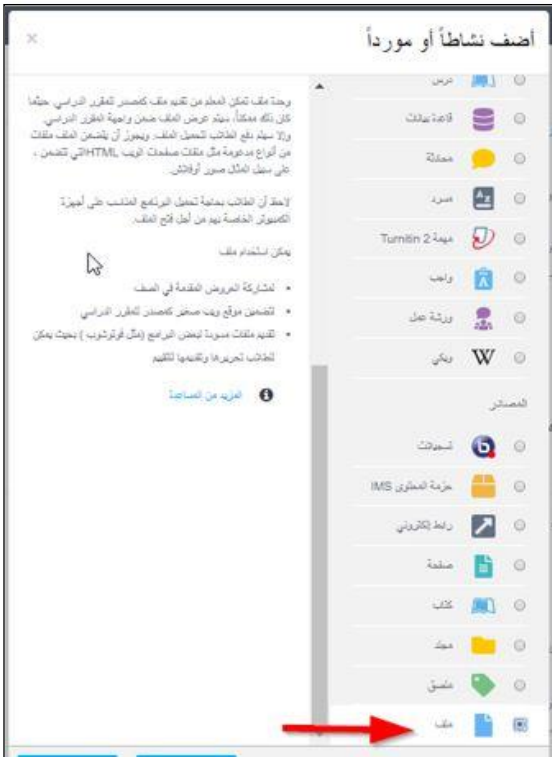 أضف نشاطاً أو مورداً
×
درس
قاعدة بيانات
محادثة
مسرد
مهمة Turnitin 2
واجب
ورشة عمل
ويكي
المصادر
تسجيلات
حزمة المحتوى IMS
رابط إلكتروني
صفحة
كتاب
مجلد
ملصق
ملف
وحدة ملف تمكن المعلم من تقديم ملف كمصدر للمقرر الدراسي. حيثما
كان ذلك ممكناً، سيتم عرض الملف ضمن واجهة المقرر الدراسي.
وإلا سيتم دفع الطالب لتحميل الملف. ويجوز أن يتضمن الملف ملفات
من أنواع مدعومة مثل ملفات صفحات الويب HTML،التي تتضمن ،
على سبيل المثال صور أو فلاش.
لاحظ أن الطالب بحاجة لتحميل البرنامج المناسب على أجهزة
الكمبيوتر الخاصة بهم من أجل فتح الملف.
يمكن استخدام ملف
• لمشاركة العروض المقدمة في الصف
• لتضمين موقع ويب صغير كمصدر للمقرر الدراسي
• لتقديم ملفات مسودة لبعض البرامج (مثل فوتوشوب ) بحيث يمكن
للطالب تحريرها وتقديمها للتقييم
المزيد من المساعدة